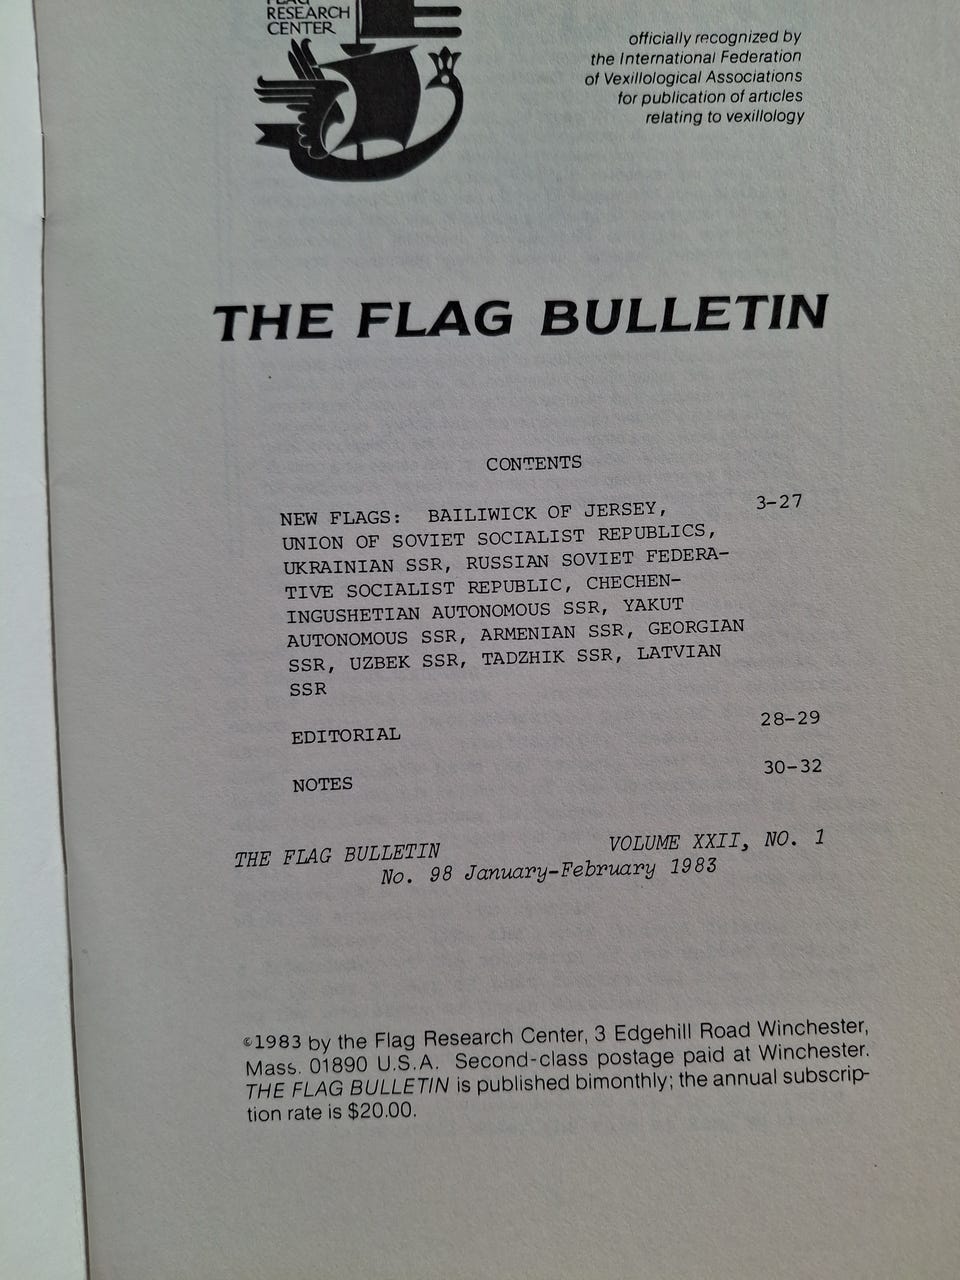 FLAG
RESEARCH
CENTER
officially recognized by
the International Federation
of Vexillological Associations
for publication of articles
relating to vexillology
THE FLAG BULLETIN
CONTENTS
NEW FLAGS: BAILIWICK OF JERSEY, 3-27
UNION OF SOVIET SOCIALIST REPUBLICS,
UKRAINIAN SSR, RUSSIAN SOVIET FEDERA-
TIVE SOCIALIST REPUBLIC, CHECHEN-
INGUSHETIAN AUTONOMOUS SSR, YAKUT
AUTONOMOUS SSR, ARMENIAN SSR, GEORGIAN
SSR, UZBEK SSR, TADZHIK SSR, LATVIAN
SSR
EDITORIAL 28-29
NOTES 30-32
THE FLAG BULLETIN VOLUME XXII, NO. 1
No. 98 January-February 1983
©1983 by the Flag Research Center, 3 Edgehill Road Winchester,
Mass. 01890 U.S.A. Second-class postage paid at Winchester.
THE FLAG BULLETIN is published bimonthly; the annual subscrip-
tion rate is $20.00.